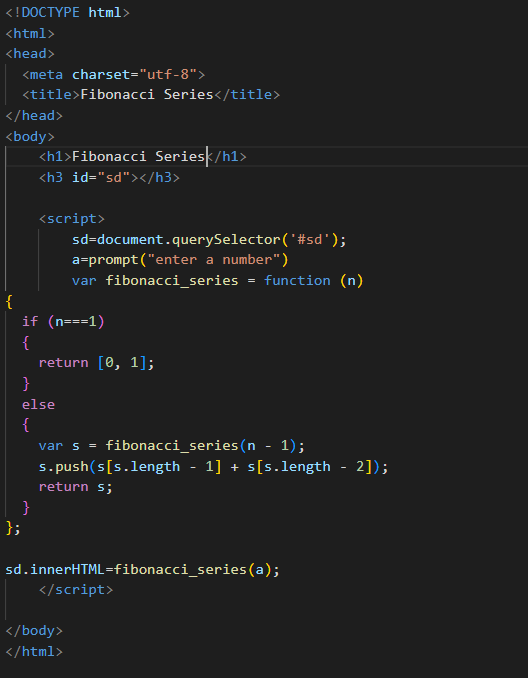 <!DOCTYPE html>
<html>
<head>
  <meta charset="utf-8">
  <title>Fibonacci Series</title>
</head>
<body>
    <h1>Fibonacci Series</h1>
    <h3 id="sd"></h3>

    <script>
        sd=document.querySelector('#sd');
        a=prompt("enter a number")
        var fibonacci_series = function (n)
{
  if (n===1)
  {
    return [0, 1];
  }
  else
  {
    var s = fibonacci_series(n - 1);
    s.push(s[s.length - 1] + s[s.length - 2]);
    return s;
  }
};

sd.innerHTML=fibonacci_series(a);
    </script>

</body>
</html>